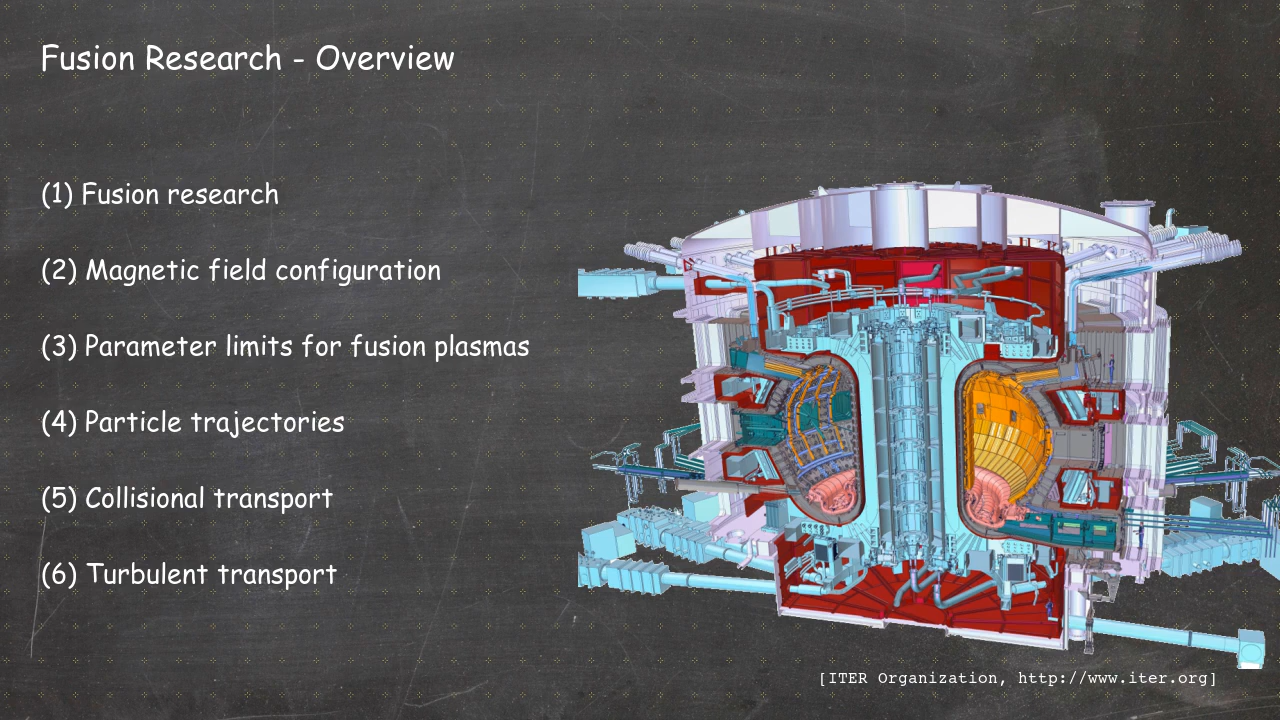 Fusion Research - Overview
(1) Fusion research
(2) Magnetic field configuration
(3) Parameter limits for fusion plasmas
(4) Particle trajectories
(5) Collisional transport
(6) Turbulent transport
[ITER Organization, http://www.iter.org]